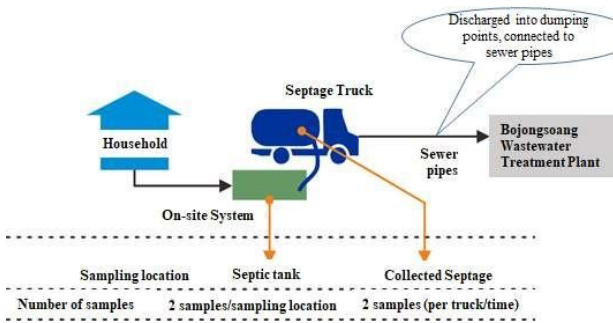 Discharged into dumping
points, connected to
sewer pipes
Septage Truck
Household
Sewer
pipes
Bojongsoang
Wastewater
Treatment Plant
On-site System
Sampling location Septic tank Collected Septage
Number of samples 2 samples/sampling location 2 samples (per truck/time)